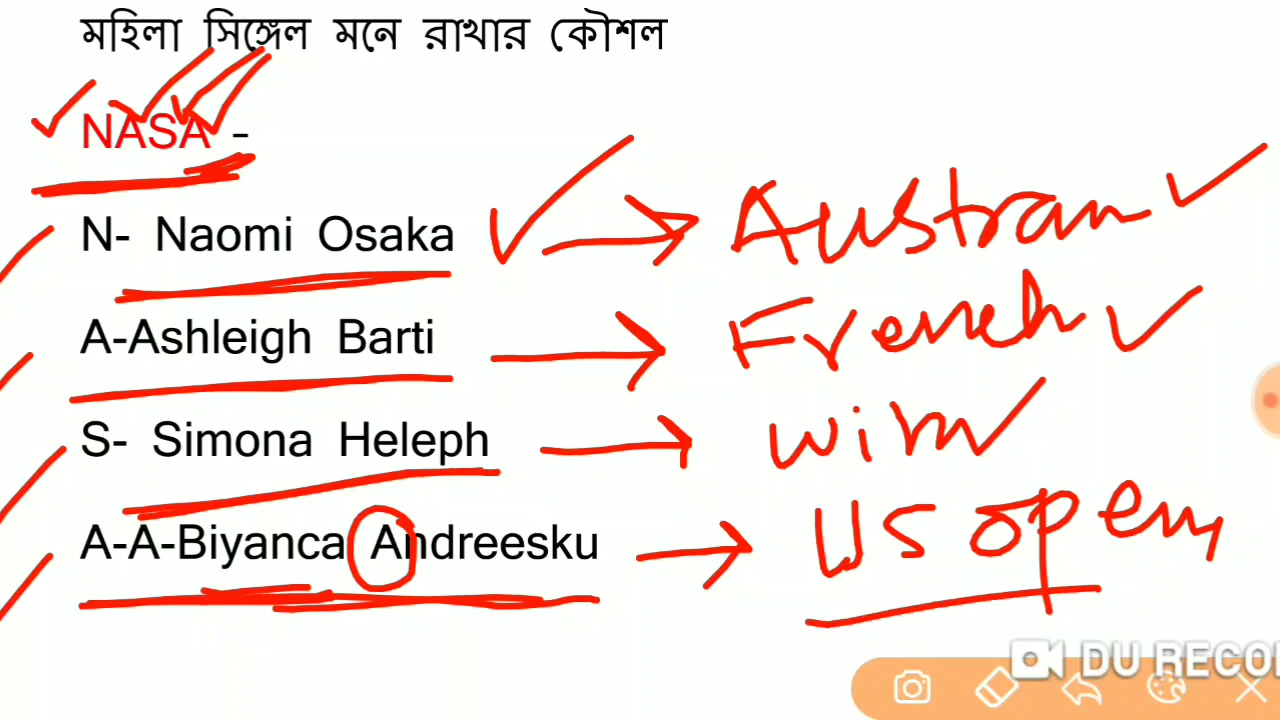 মহিলা সিঙ্গেল মনে রাখার কৌশল
NASA -
N- Naomi Osaka → Austran
A-Ashleigh Barti → French
S- Simona Heleph → Wim
A-A-Biyanca Andreesku → US open
DU RECO